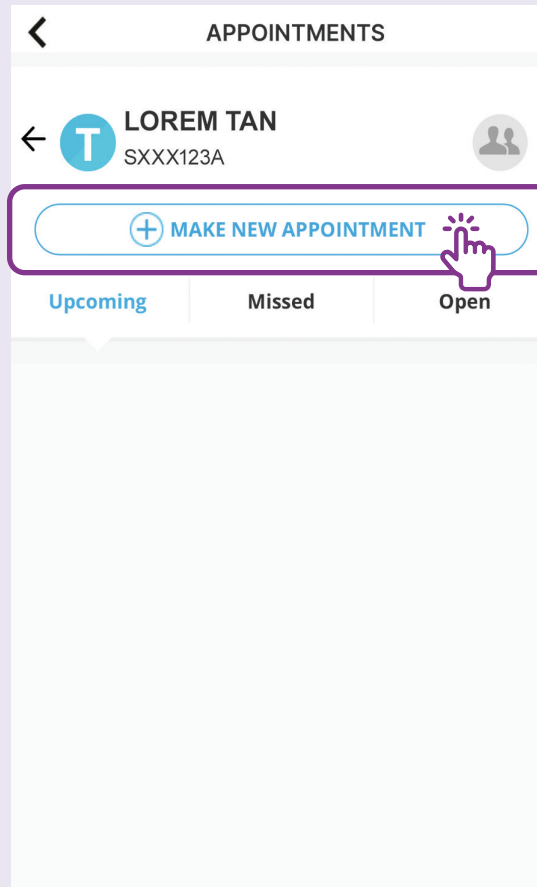 APPOINTMENTS
T
LOREM TAN
SXXX123A
MAKE NEW APPOINTMENT
Upcoming Missed Open